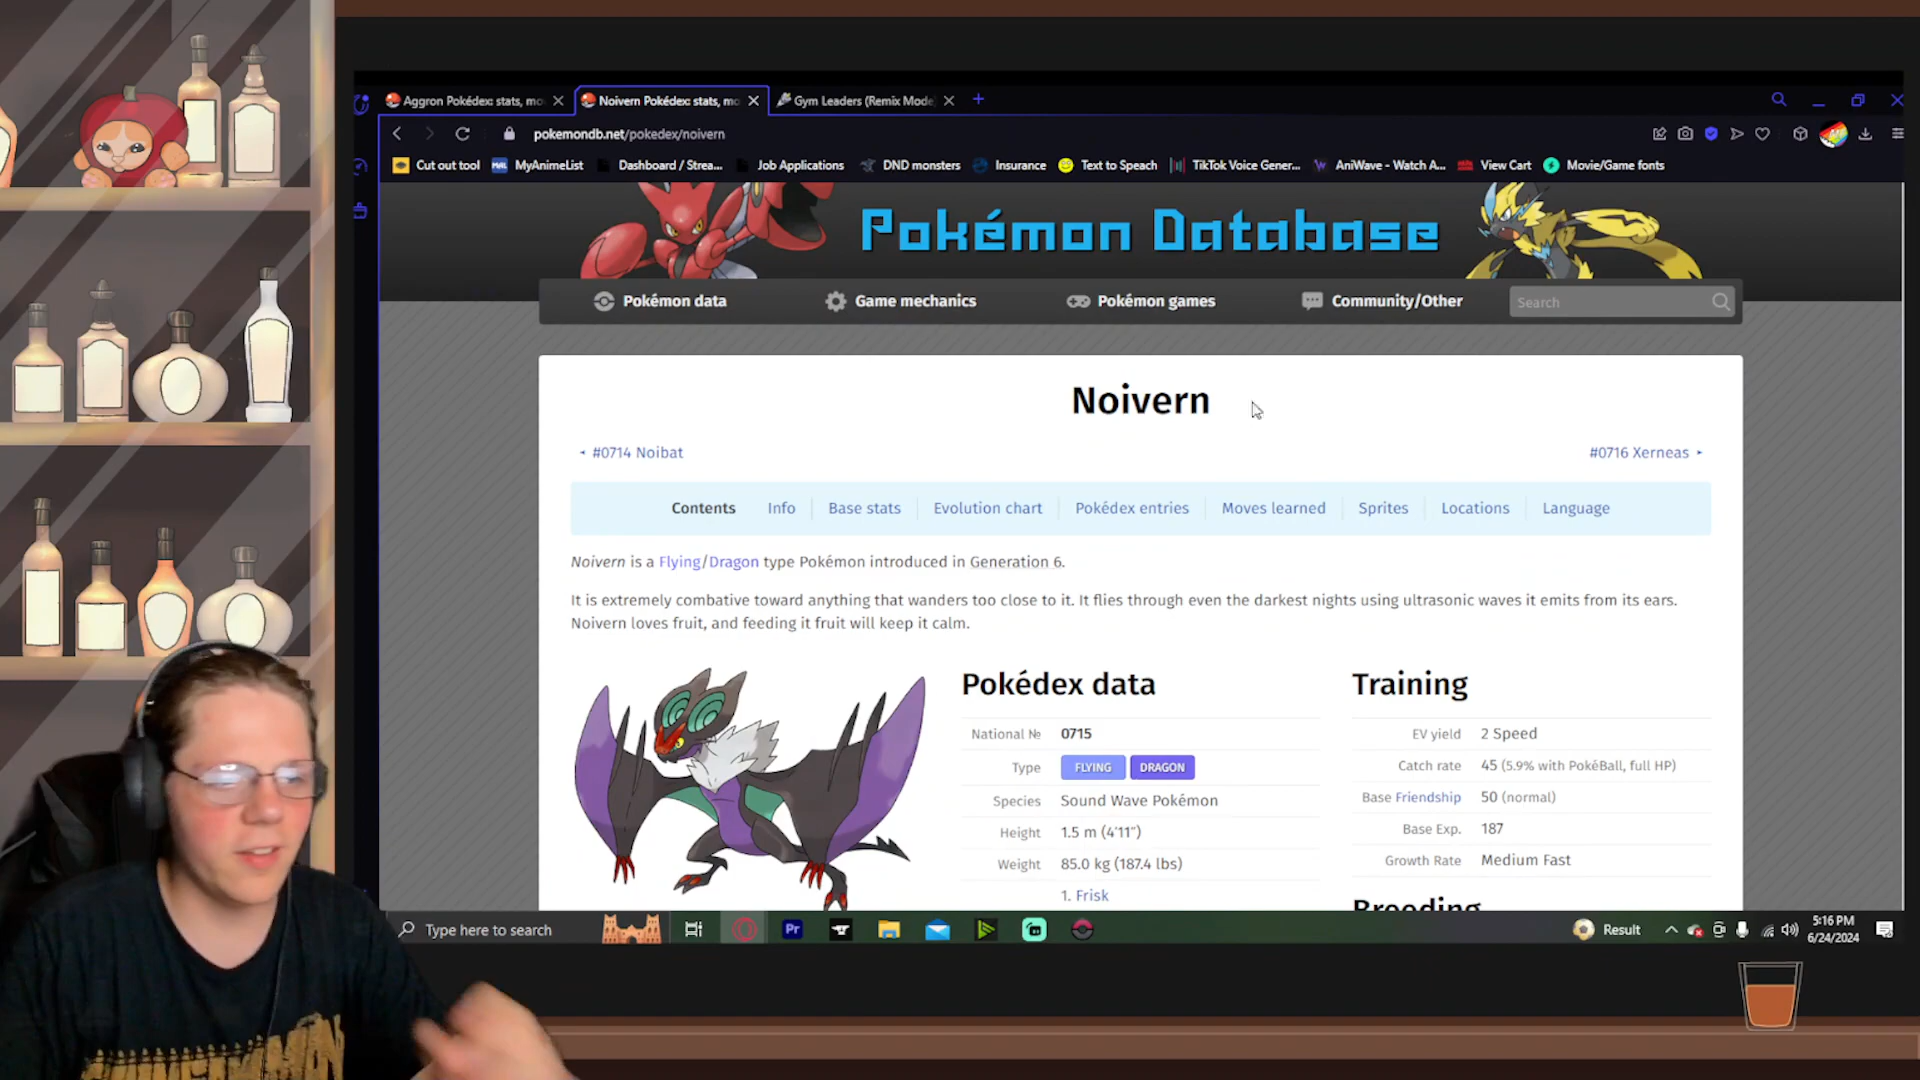 Aggron Pokédex: stats, mo
Noivern Pokédex: stats, mo
Gym Leaders (Remix Mode
pokemondb.net/pokedex/noivern
Cut out tool
MAL
MyAnimeList
Dashboard / Strea...
Job Applications
DND monsters
Insurance
Text to Speach
TikTok Voice Gener...
AniWave - Watch A...
View Cart
Movie/Game fonts
Pokémon Database
Pokémon data
Game mechanics
Pokémon games
Community/Other
Search
Noivern
#0714 Noibat
#0716 Xerneas
Contents
Info
Base stats
Evolution chart
Pokédex entries
Moves learned
Sprites
Locations
Language
Noivern is a Flying/Dragon type Pokémon introduced in Generation 6.
It is extremely combative toward anything that wanders too close to it. It flies through even the darkest nights using ultrasonic waves it emits from its ears.
Noivern loves fruit, and feeding it fruit will keep it calm.
Pokédex data
National № 0715
Type FLYING DRAGON
Species Sound Wave Pokémon
Height 1.5 m (4′11″)
Weight 85.0 kg (187.4 lbs)
1. Frisk
Training
EV yield 2 Speed
Catch rate 45 (5.9% with PokéBall, full HP)
Base Friendship 50 (normal)
Base Exp. 187
Growth Rate Medium Fast
Breeding
Type here to search
Pr
Result
5:16 PM
6/24/2024